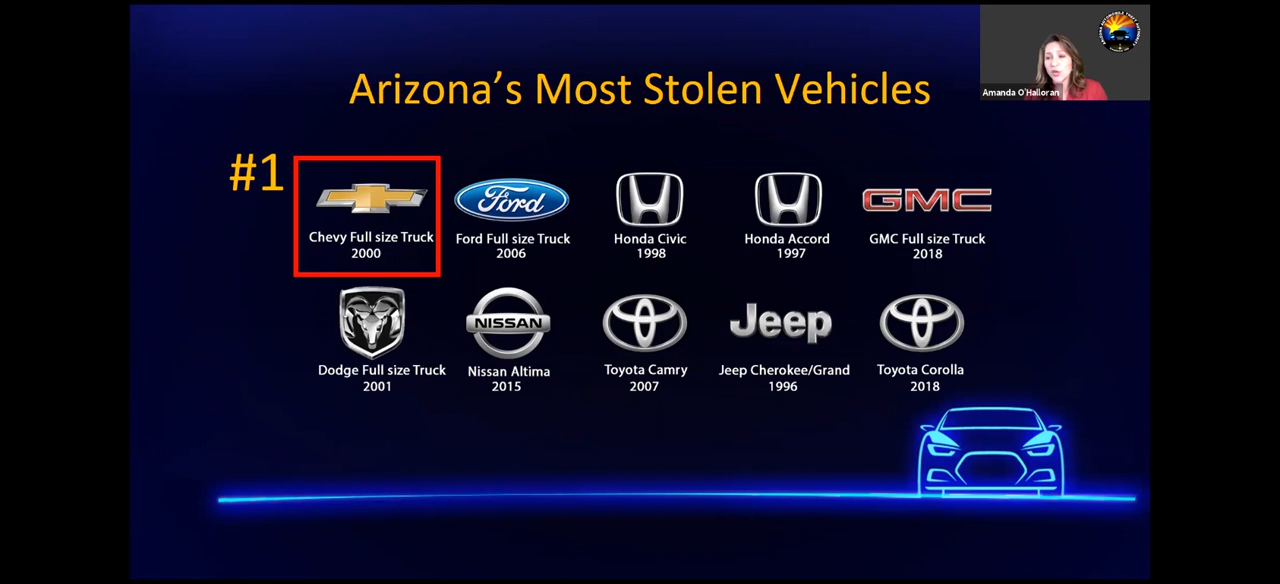 Arizona's Most Stolen Vehicles
Amanda O'Halloran
#1
Ford
GMC
Chevy Full size Truck
2000
Ford Full size Truck
2006
Honda Civic
1998
Honda Accord
1997
GMC Full size Truck
2018
NISSAN
Jeep
Dodge Full size Truck
2001
Nissan Altima
2015
Toyota Camry
2007
Jeep Cherokee/Grand
1996
Toyota Corolla
2018